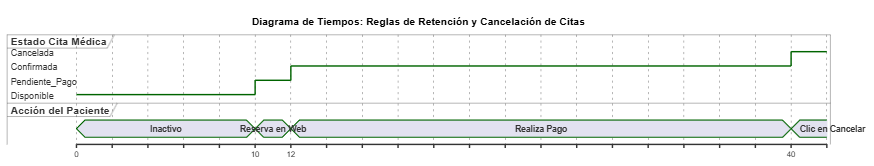 Diagrama de Tiempos: Reglas de Retención y Cancelación de Citas
Estado Cita Médica
Cancelada
Confirmada
Pendiente_Pago
Disponible
Acción del Paciente
Inactivo Reserva en Web Realiza Pago Clic en Cancelar
0 10 12 40